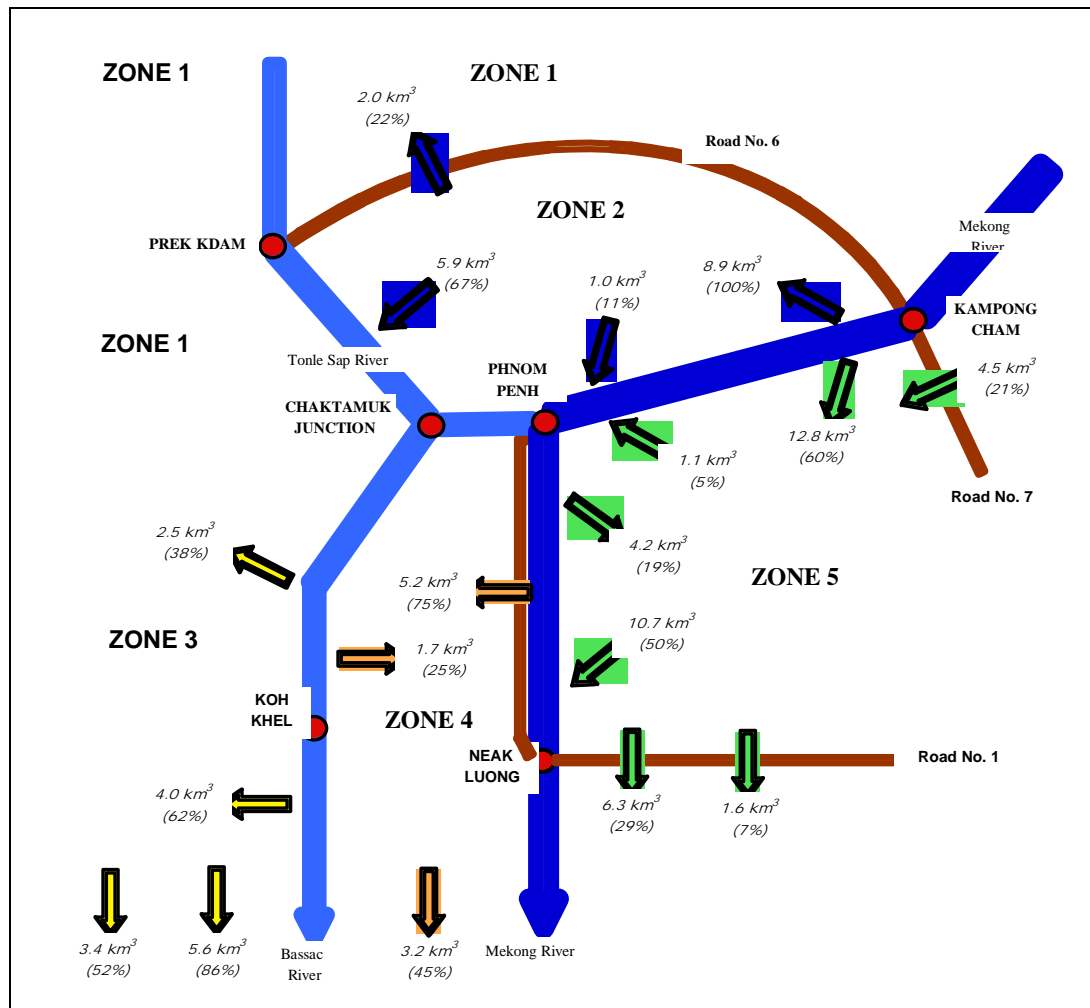 ZONE 1
ZONE 1
2.0 km³
(22%)
Road No. 6
ZONE 2
Mekong
River
PREK KDAM
5.9 km³
(67%)
1.0 km³
(11%)
8.9 km³
(100%)
KAMPONG
CHAM
ZONE 1
Tonle Sap River
PHNOM
PENH
4.5 km³
(21%)
CHAKTAMUK
JUNCTION
12.8 km³
(60%)
1.1 km³
(5%)
Road No. 7
2.5 km³
(38%)
4.2 km³
(19%)
5.2 km³
(75%)
ZONE 5
ZONE 3
10.7 km³
(50%)
1.7 km³
(25%)
KOH
KHEL
ZONE 4
NEAK
LUONG
Road No. 1
4.0 km³
(62%)
6.3 km³
(29%)
1.6 km³
(7%)
3.4 km³
(52%)
5.6 km³
(86%)
Bassac
River
3.2 km³
(45%)
Mekong River